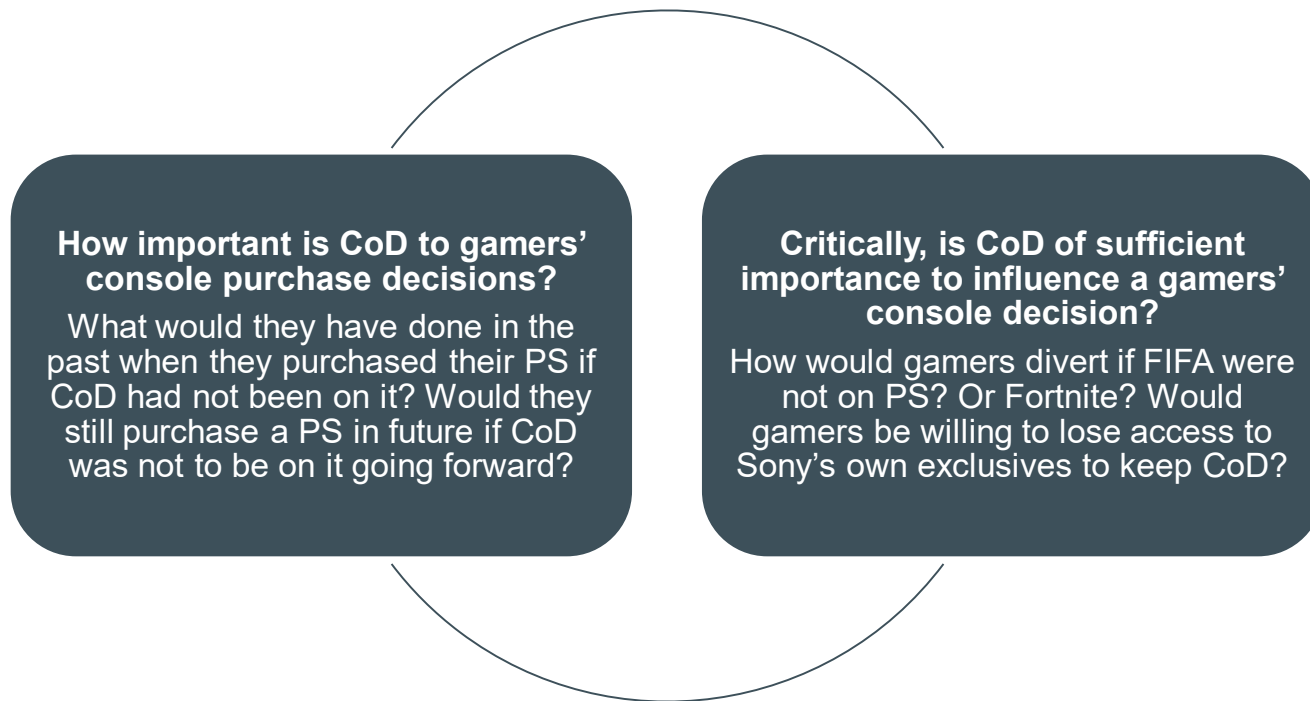 How important is CoD to gamers’
console purchase decisions?
What would they have done in the
past when they purchased their PS if
CoD had not been on it? Would they
still purchase a PS in future if CoD
was not to be on it going forward?
Critically, is CoD of sufficient
importance to influence a gamers’
console decision?
How would gamers divert if FIFA were
not on PS? Or Fortnite? Would
gamers be willing to lose access to
Sony’s own exclusives to keep CoD?